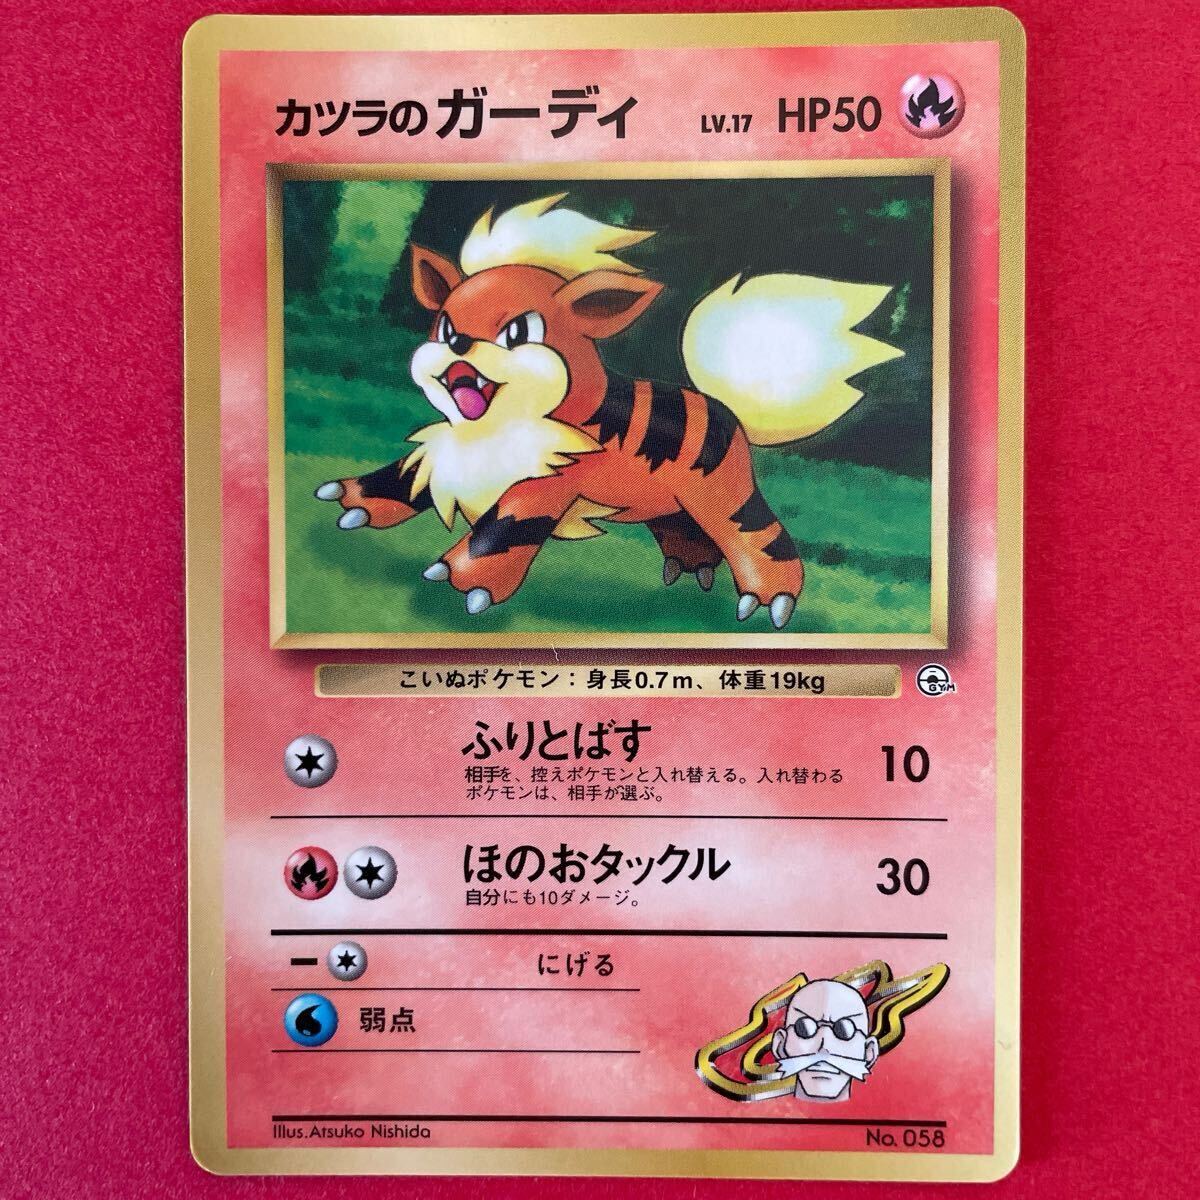 カツラのガーディ LV.17 HP50
こいぬポケモン：身長0.7m、体重19kg
GYM
ふりとばす 10
相手を、控えポケモンと入れ替える。入れ替わる
ポケモンは、相手が選ぶ。
ほのおタックル 30
自分にも10ダメージ。
− にげる
弱点
Illus.Atsuko Nishida No. 058